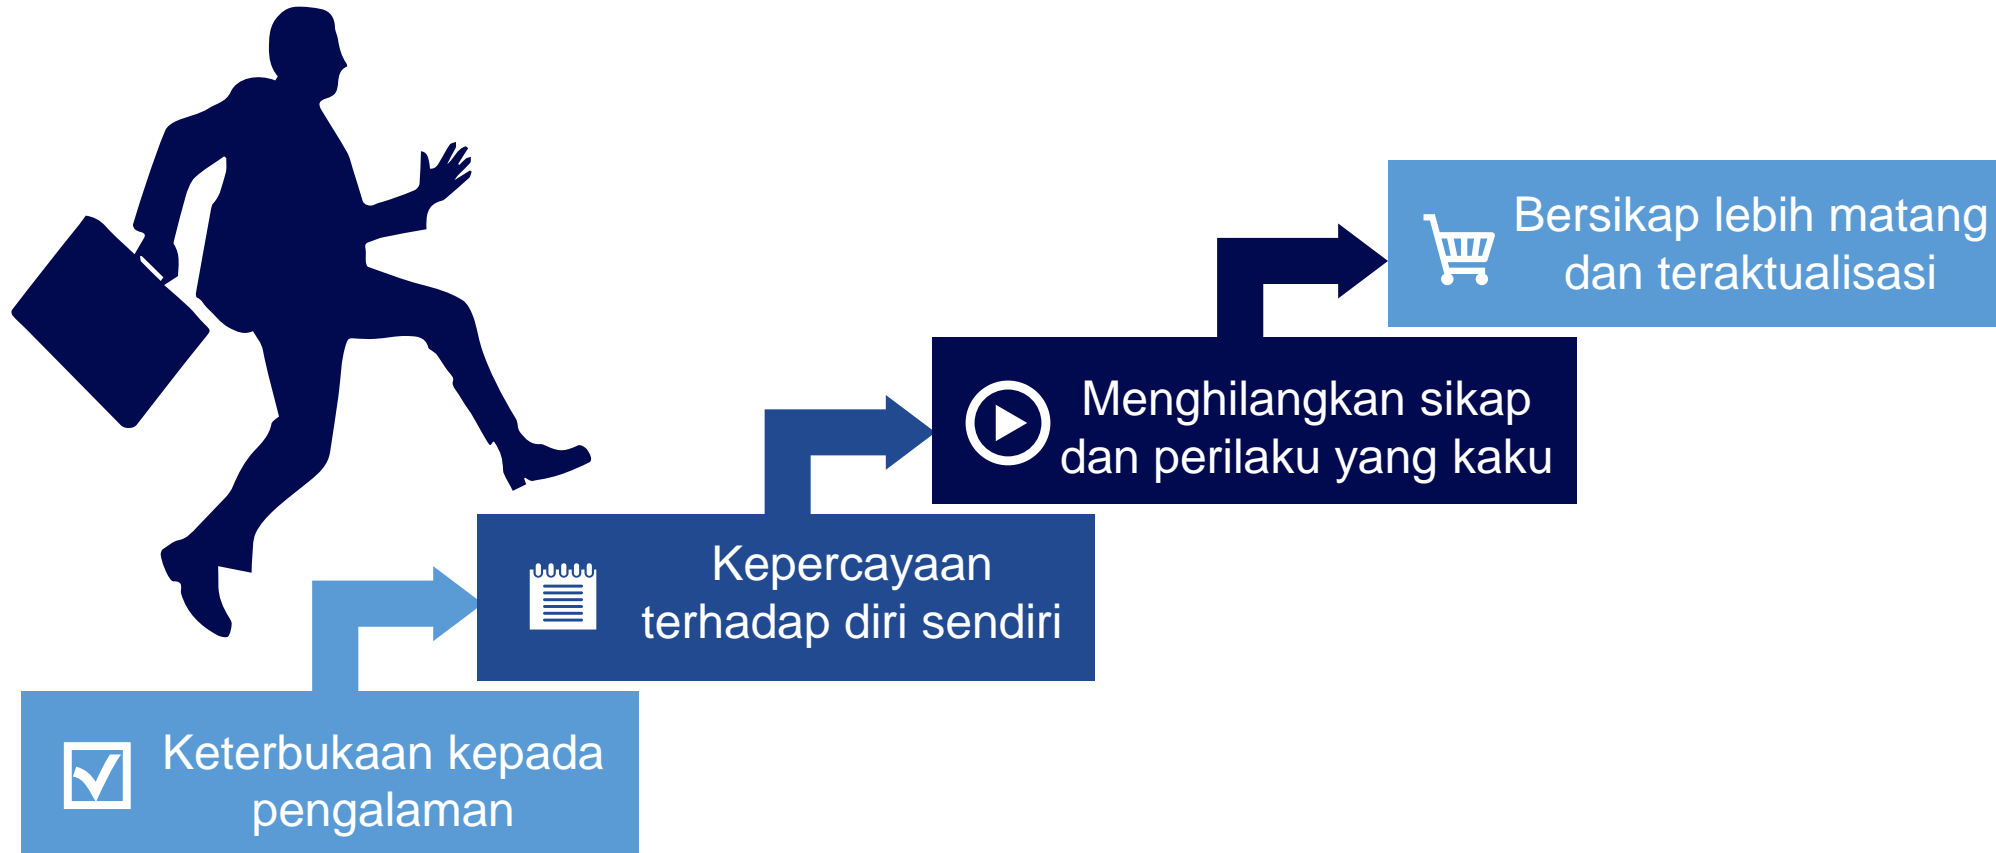 Bersikap lebih matang
dan teraktualisasi
Menghilangkan sikap
dan perilaku yang kaku
Kepercayaan
terhadap diri sendiri
Keterbukaan kepada
pengalaman